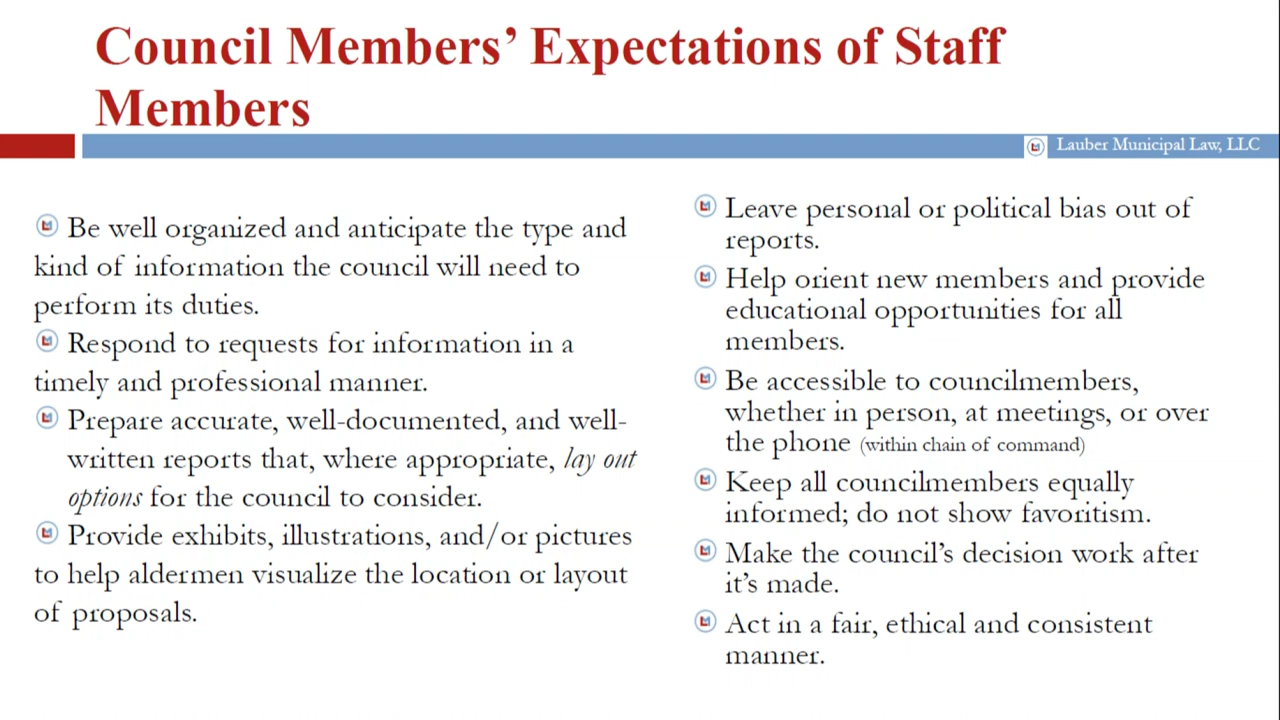 Council Members’ Expectations of Staff
Members
Lauber Municipal Law, LLC
Be well organized and anticipate the type and
kind of information the council will need to
perform its duties.
Respond to requests for information in a
timely and professional manner.
Prepare accurate, well-documented, and well-
written reports that, where appropriate, lay out
options for the council to consider.
Provide exhibits, illustrations, and/or pictures
to help aldermen visualize the location or layout
of proposals.
Leave personal or political bias out of
reports.
Help orient new members and provide
educational opportunities for all
members.
Be accessible to councilmembers,
whether in person, at meetings, or over
the phone (within chain of command)
Keep all councilmembers equally
informed; do not show favoritism.
Make the council’s decision work after
it’s made.
Act in a fair, ethical and consistent
manner.